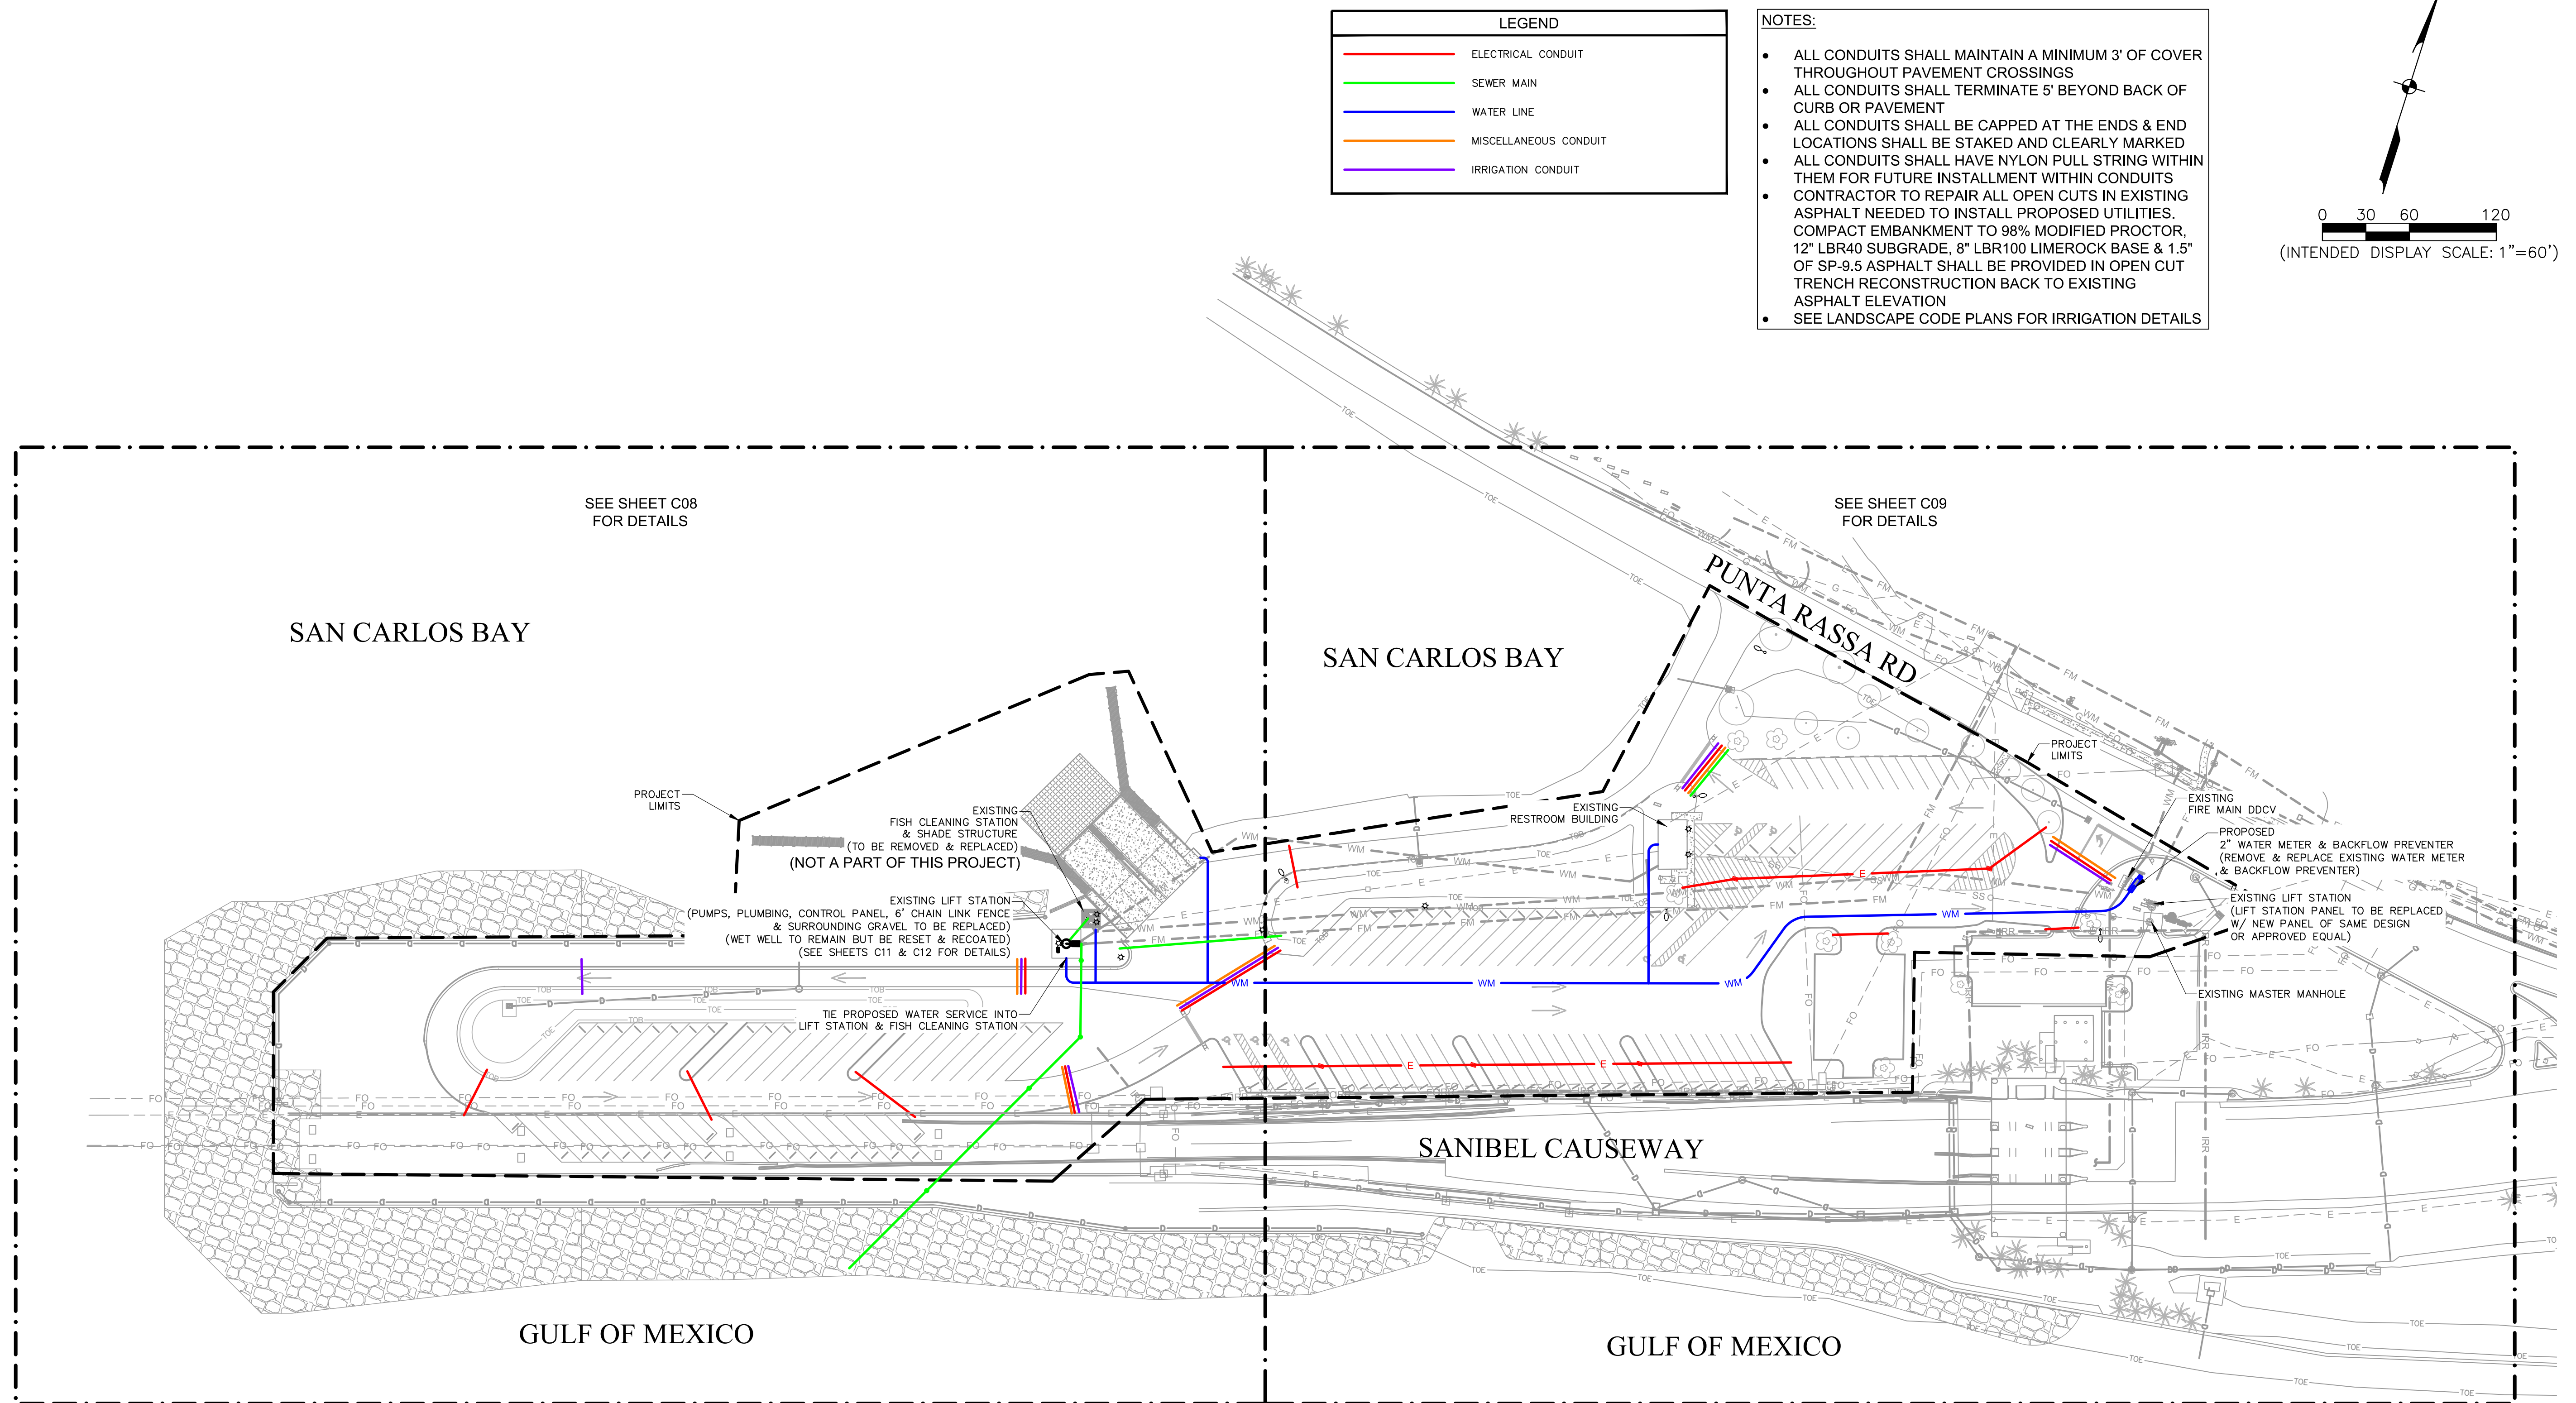 LEGEND
ELECTRICAL CONDUIT
SEWER MAIN
WATER LINE
MISCELLANEOUS CONDUIT
IRRIGATION CONDUIT
NOTES:
• ALL CONDUITS SHALL MAINTAIN A MINIMUM 3' OF COVER
THROUGHOUT PAVEMENT CROSSINGS
• ALL CONDUITS SHALL TERMINATE 5' BEYOND BACK OF
CURB OR PAVEMENT
• ALL CONDUITS SHALL BE CAPPED AT THE ENDS & END
LOCATIONS SHALL BE STAKED AND CLEARLY MARKED
• ALL CONDUITS SHALL HAVE NYLON PULL STRING WITHIN
THEM FOR FUTURE INSTALLMENT WITHIN CONDUITS
• CONTRACTOR TO REPAIR ALL OPEN CUTS IN EXISTING
ASPHALT NEEDED TO INSTALL PROPOSED UTILITIES.
COMPACT EMBANKMENT TO 98% MODIFIED PROCTOR,
12" LBR40 SUBGRADE, 8" LBR100 LIMEROCK BASE & 1.5"
OF SP-9.5 ASPHALT SHALL BE PROVIDED IN OPEN CUT
TRENCH RECONSTRUCTION BACK TO EXISTING
ASPHALT ELEVATION
• SEE LANDSCAPE CODE PLANS FOR IRRIGATION DETAILS
0 30 60 120
(INTENDED DISPLAY SCALE: 1"=60')
SEE SHEET C08
FOR DETAILS
SEE SHEET C09
FOR DETAILS
SAN CARLOS BAY
SAN CARLOS BAY
PUNTA RASSA RD
PROJECT
LIMITS
PROJECT
LIMITS
EXISTING
FISH CLEANING STATION
& SHADE STRUCTURE
(TO BE REMOVED & REPLACED)
(NOT A PART OF THIS PROJECT)
EXISTING
RESTROOM BUILDING
EXISTING
FIRE MAIN DDCV
PROPOSED
2" WATER METER & BACKFLOW PREVENTER
(REMOVE & REPLACE EXISTING WATER METER
& BACKFLOW PREVENTER)
EXISTING LIFT STATION
(PUMPS, PLUMBING, CONTROL PANEL, 6' CHAIN LINK FENCE
& SURROUNDING GRAVEL TO BE REPLACED)
(WET WELL TO REMAIN BUT BE RESET & RECOATED)
(SEE SHEETS C11 & C12 FOR DETAILS)
EXISTING LIFT STATION
(LIFT STATION PANEL TO BE REPLACED
W/ NEW PANEL OF SAME DESIGN
OR APPROVED EQUAL)
EXISTING MASTER MANHOLE
TIE PROPOSED WATER SERVICE INTO
LIFT STATION & FISH CLEANING STATION
WM
WM
WM
WM
E
E
E
SANIBEL CAUSEWAY
GULF OF MEXICO
GULF OF MEXICO